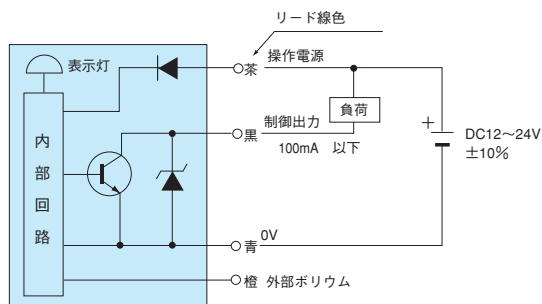 リード線色
表示灯
茶 操作電源
負荷
内部回路
黒 制御出力
100mA 以下
+
DC12〜24V
±10%
青 0V
橙 外部ボリウム